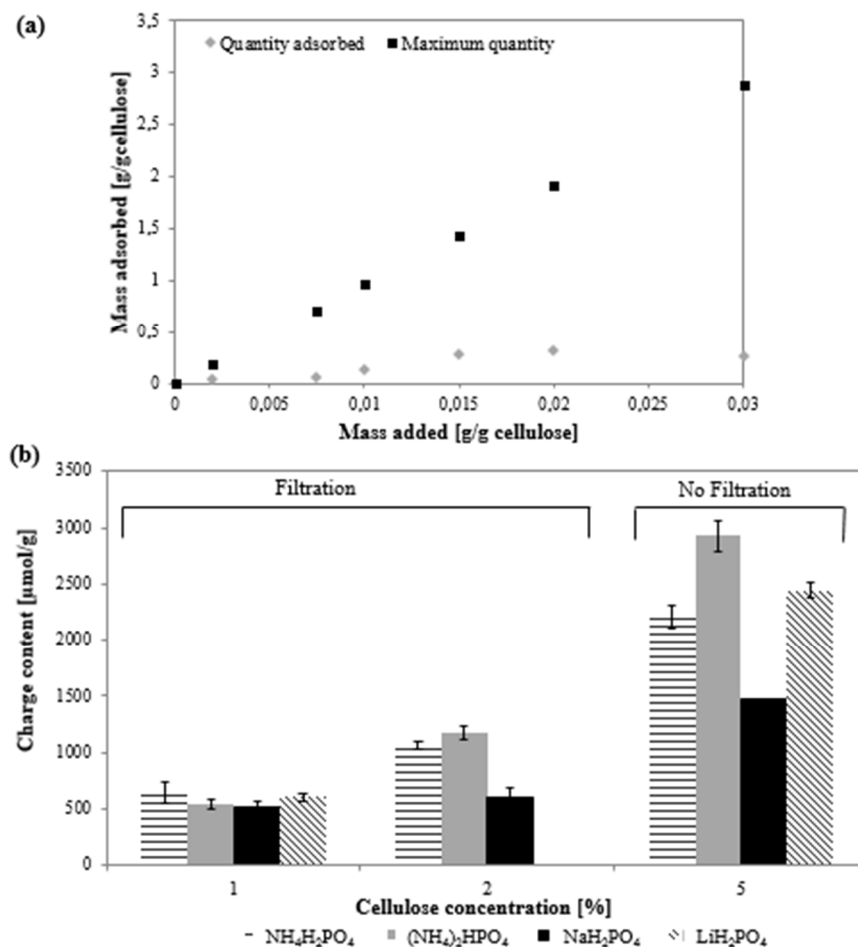 (a)
Quantity adsorbed Maximum quantity
3,5
3
2,5
2
1,5
1
0,5
0
Mass adsorbed [g/gcellulose]
0 0,005 0,01 0,015 0,02 0,025 0,03
Mass added [g/g cellulose]
(b)
3500
3000
2500
2000
1500
1000
500
0
Charge content [µmol/g]
Filtration No Filtration
1 2 5
Cellulose concentration [%]
NH₄H₂PO₄ (NH₄)₂HPO₄ NaH₂PO₄ LiH₂PO₄